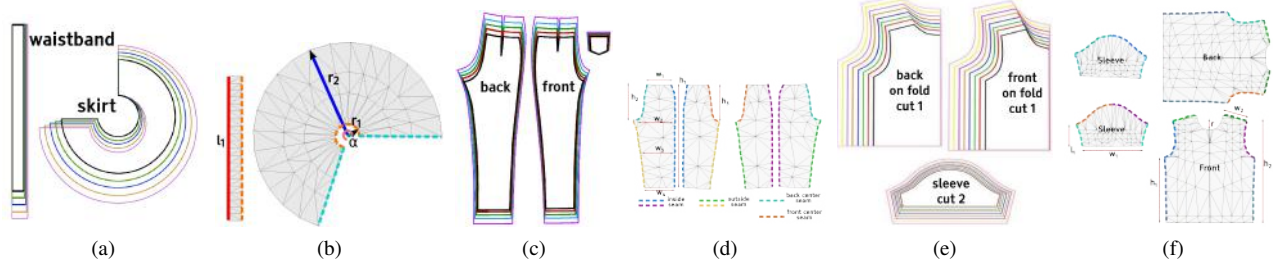 waistband
skirt
(a)
l₁
r₂
r₁
α
(b)
back
front
(c)
w₁
h₁
h₂
w₂
w₃
w₄
h₁
inside
seam
outside
seam
back center
seam
front center
seam
(d)
back
on fold
cut 1
front
on fold
cut 1
sleeve
cut 2
(e)
Sleeve
Sleeve
w₁
Back
w₂
r
Front
h₁
h₂
(f)